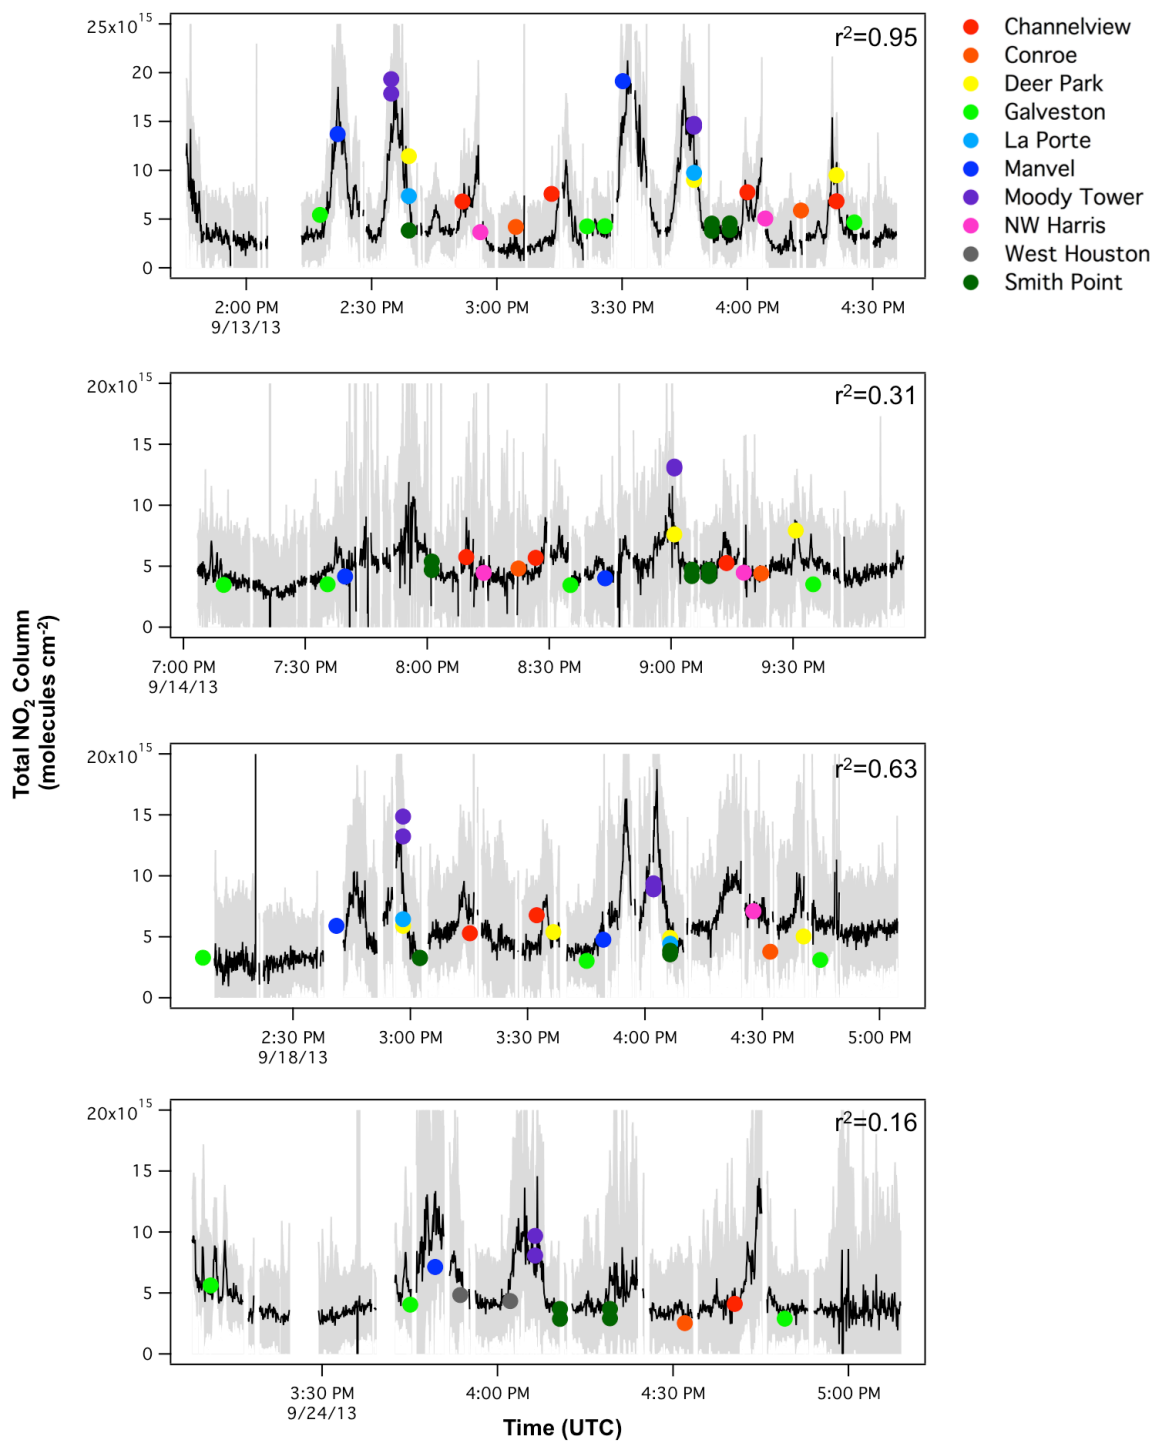 25x10^15
20
15
10
5
0
r²=0.95
2:00 PM
9/13/13
2:30 PM
3:00 PM
3:30 PM
4:00 PM
4:30 PM
Channelview
Conroe
Deer Park
Galveston
La Porte
Manvel
Moody Tower
NW Harris
West Houston
Smith Point
20x10^15
15
10
5
0
r²=0.31
7:00 PM
9/14/13
7:30 PM
8:00 PM
8:30 PM
9:00 PM
9:30 PM
Total NO₂ Column
(molecules cm⁻²)
20x10^15
15
10
5
0
r²=0.63
2:30 PM
9/18/13
3:00 PM
3:30 PM
4:00 PM
4:30 PM
5:00 PM
20x10^15
15
10
5
0
r²=0.16
3:30 PM
9/24/13
4:00 PM
4:30 PM
5:00 PM
Time (UTC)